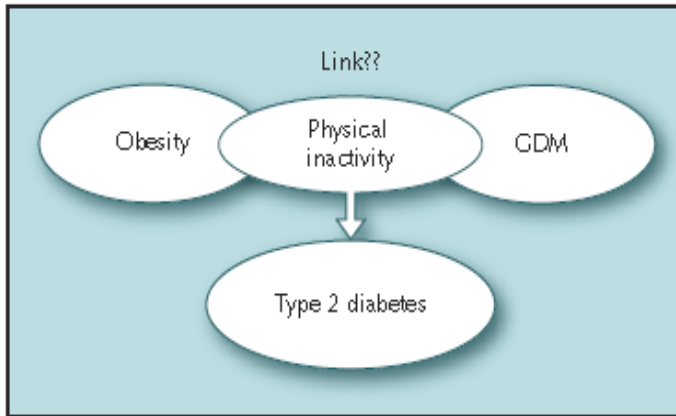 Link??
Obesity
Physical
inactivity
GDM
Type 2 diabetes